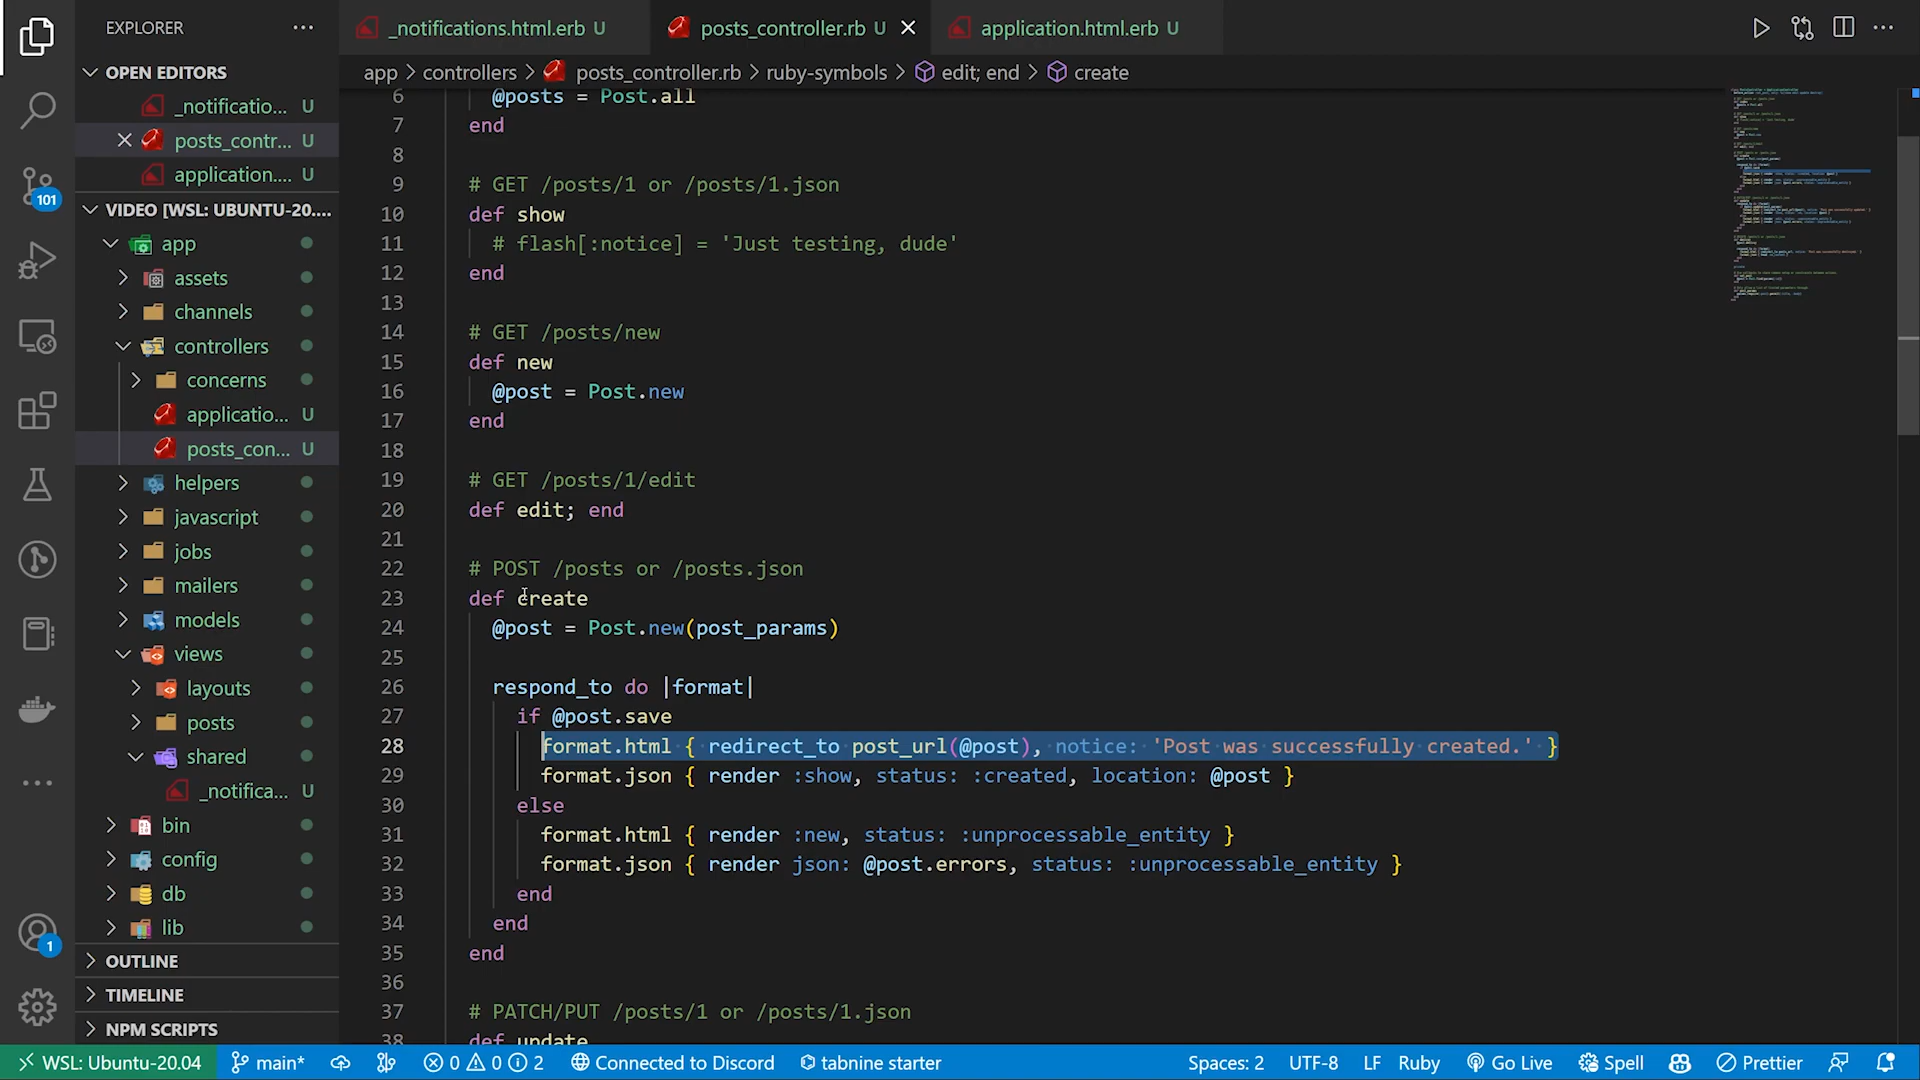 EXPLORER
_notifications.html.erb U
posts_controller.rb U
application.html.erb U
OPEN EDITORS
_notificatio... U
posts_contr... U
application.... U
VIDEO [WSL: UBUNTU-20....
app
assets
channels
controllers
concerns
applicatio... U
posts_con... U
helpers
javascript
jobs
mailers
models
views
layouts
posts
shared
_notifica... U
bin
config
db
lib
OUTLINE
TIMELINE
NPM SCRIPTS
101
1
app > controllers > posts_controller.rb > ruby-symbols > edit; end > create
6 @posts = Post.all
7 end
8
9 # GET /posts/1 or /posts/1.json
10 def show
11 # flash[:notice] = 'Just testing, dude'
12 end
13
14 # GET /posts/new
15 def new
16 @post = Post.new
17 end
18
19 # GET /posts/1/edit
20 def edit; end
21
22 # POST /posts or /posts.json
23 def create
24 @post = Post.new(post_params)
25
26 respond_to do |format|
27 if @post.save
28 format.html { redirect_to post_url(@post), notice: 'Post was successfully created.' }
29 format.json { render :show, status: :created, location: @post }
30 else
31 format.html { render :new, status: :unprocessable_entity }
32 format.json { render json: @post.errors, status: :unprocessable_entity }
33 end
34 end
35 end
36
37 # PATCH/PUT /posts/1 or /posts/1.json
38 def update
WSL: Ubuntu-20.04 main* 0 0 2 Connected to Discord tabnine starter Spaces: 2 UTF-8 LF Ruby Go Live Spell Prettier